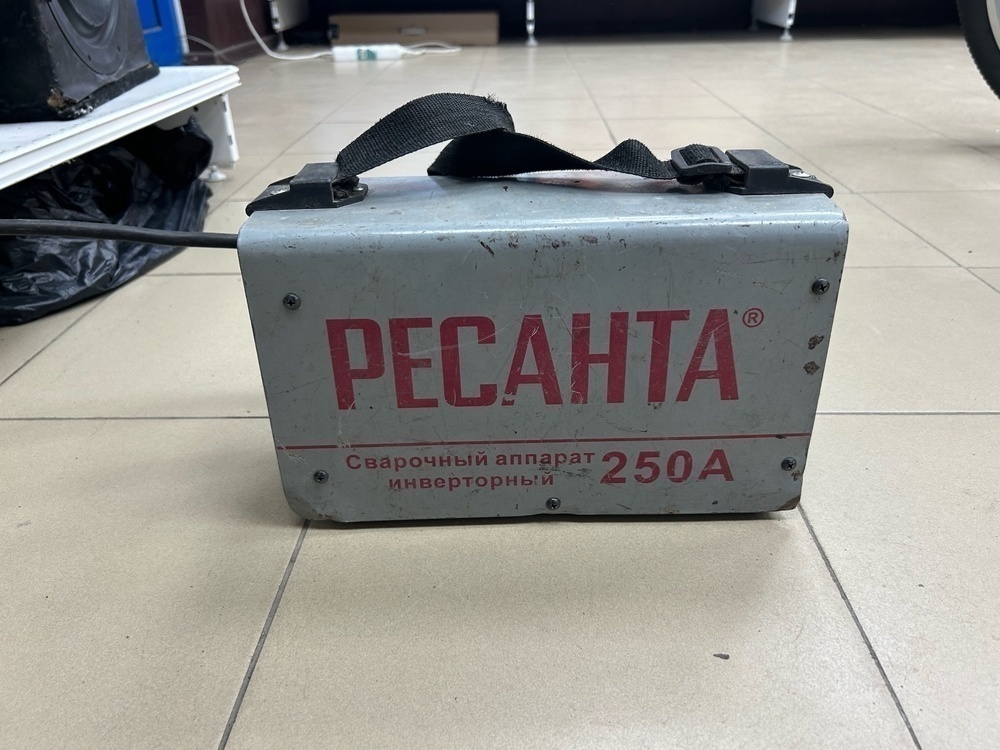 РЕСАНТА®
Сварочный аппарат
инверторный
250А